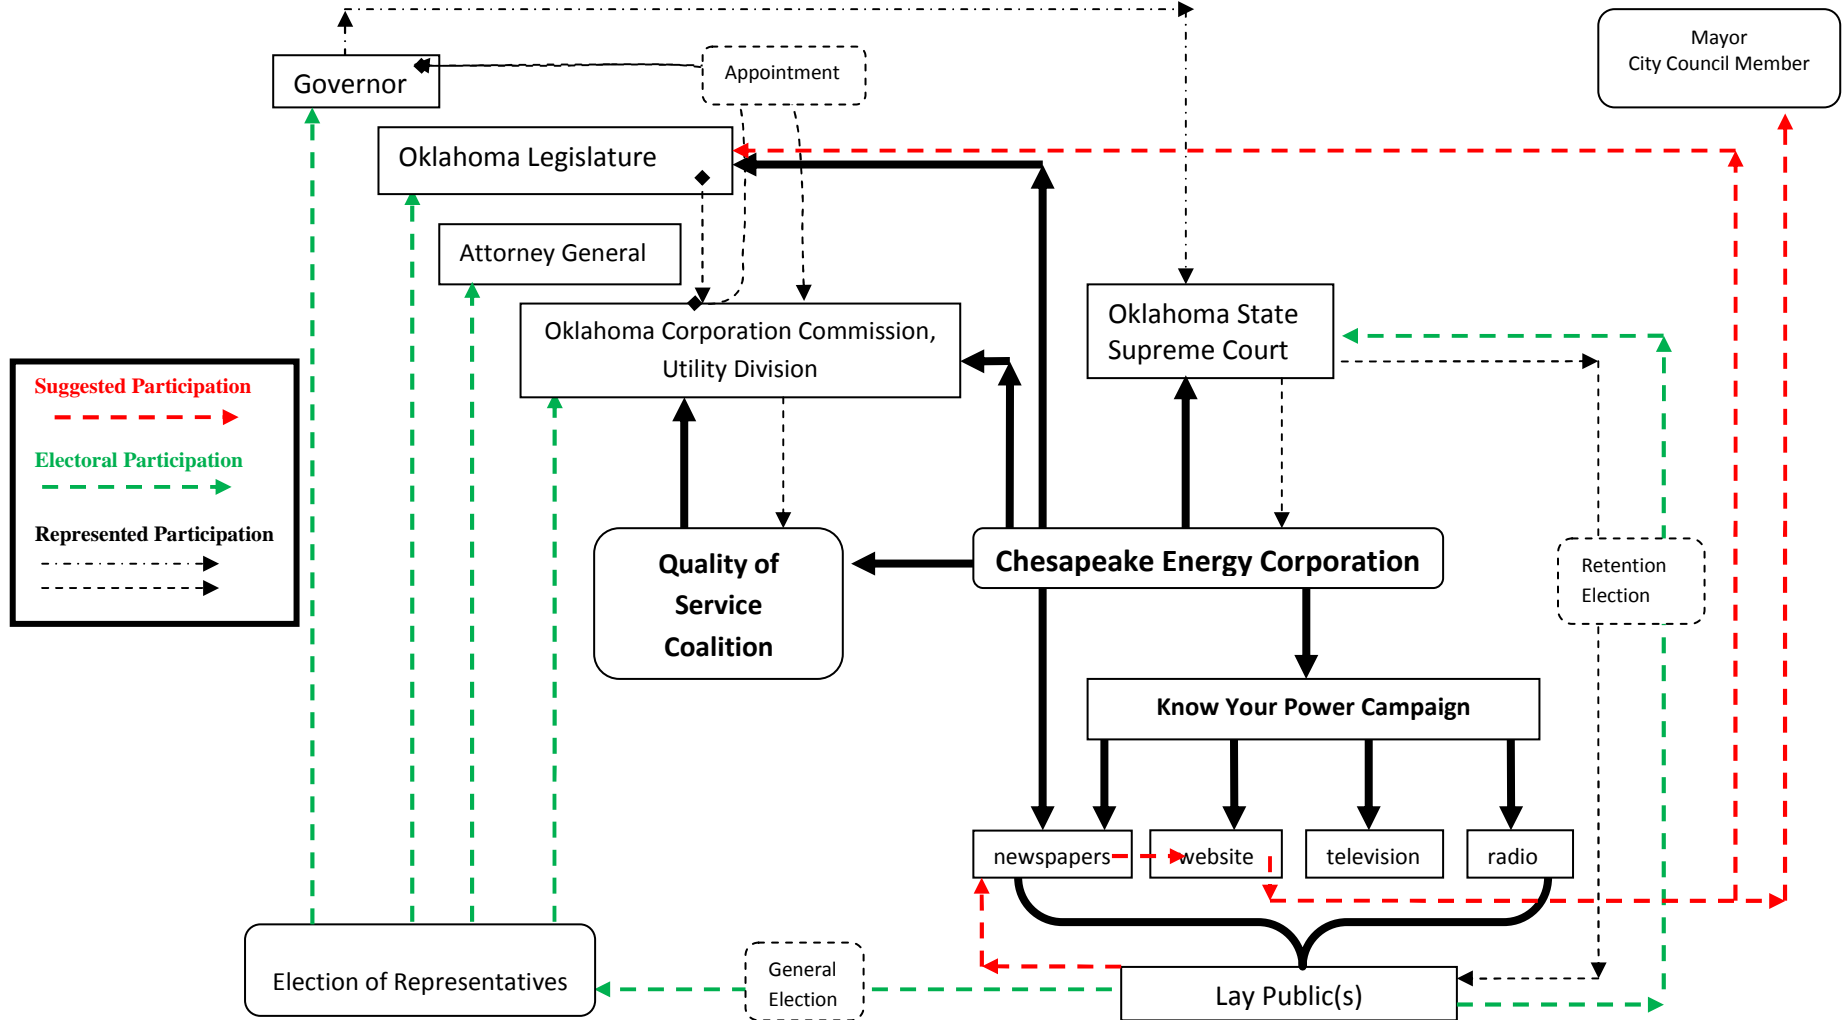 Mayor
City Council Member
Governor
Appointment
Oklahoma Legislature
Attorney General
Oklahoma Corporation Commission,
Utility Division
Oklahoma State
Supreme Court
Suggested Participation
Electoral Participation
Represented Participation
Quality of
Service
Coalition
Chesapeake Energy Corporation
Retention
Election
Know Your Power Campaign
newspapers
website
television
radio
Election of Representatives
General
Election
Lay Public(s)